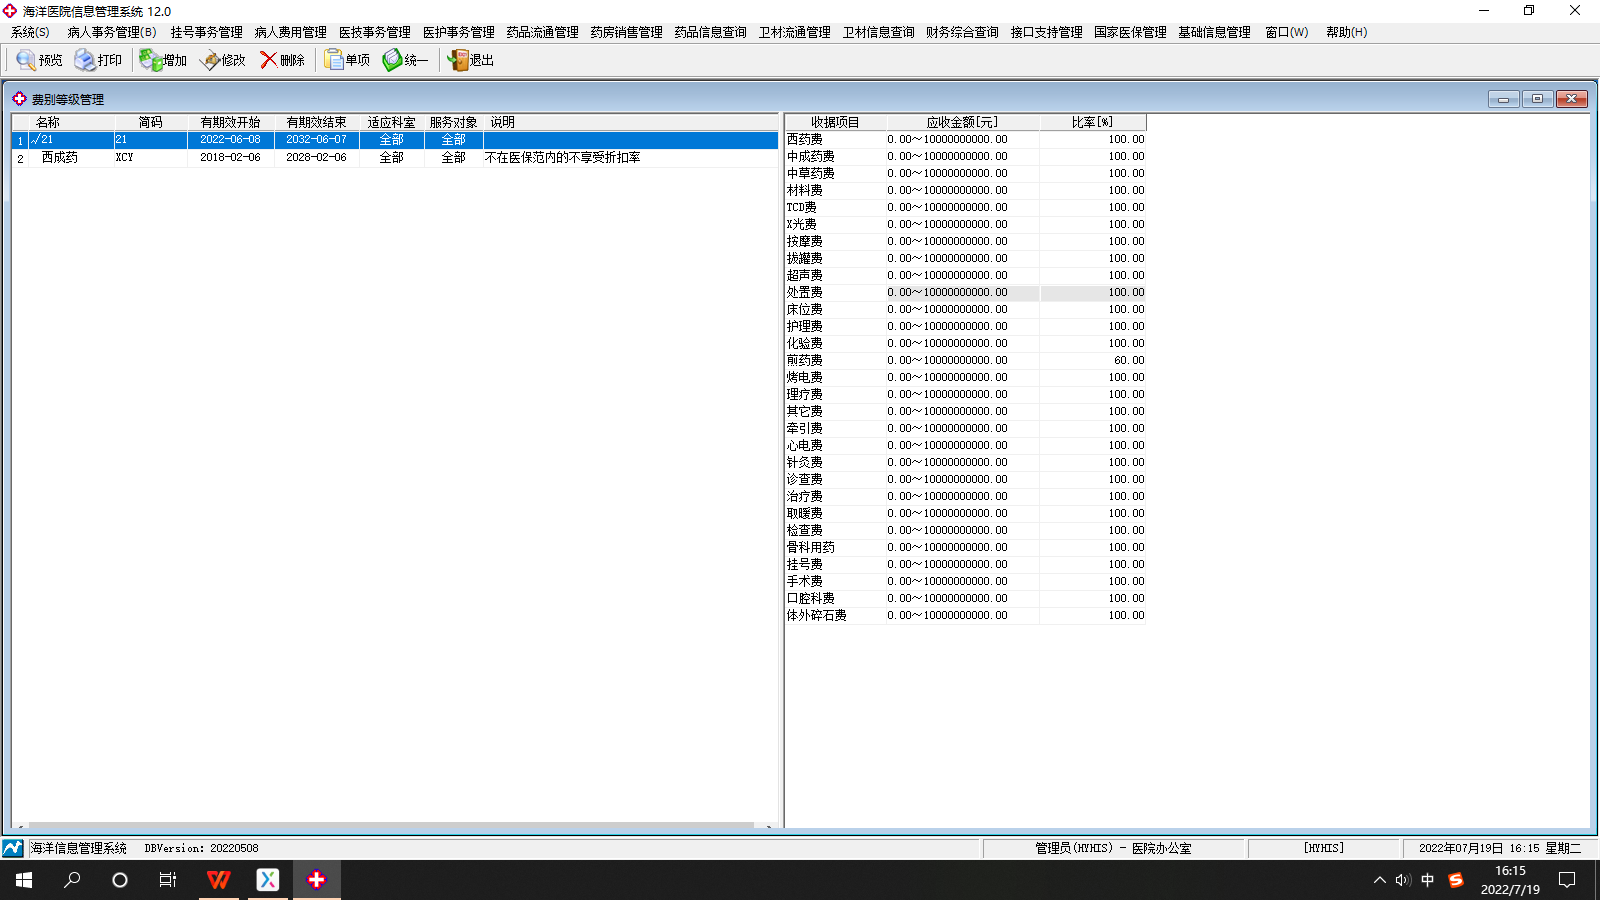 海洋医院信息管理系统 12.0
系统(S) 病人事务管理(B) 挂号事务管理 病人费用管理 医技事务管理 医护事务管理 药品流通管理 药房销售管理 药品信息查询 卫材流通管理 卫材信息查询 财务综合查询 接口支持管理 国家医保管理 基础信息管理 窗口(W) 帮助(H)
预览 打印 增加 修改 删除 单项 统一 退出
费别等级管理
名称 简码 有期效开始 有期效结束 适应科室 服务对象 说明
1 /21 21 2022-06-08 2032-06-07 全部 全部
2 西成药 XCY 2018-02-06 2028-02-06 全部 全部 不在医保范内的不享受折扣率
收据项目 应收金额[元] 比率[%]
西药费 0.00～10000000000.00 100.00
中成药费 0.00～10000000000.00 100.00
中草药费 0.00～10000000000.00 100.00
材料费 0.00～10000000000.00 100.00
TCD费 0.00～10000000000.00 100.00
X光费 0.00～10000000000.00 100.00
按摩费 0.00～10000000000.00 100.00
拔罐费 0.00～10000000000.00 100.00
超声费 0.00～10000000000.00 100.00
处置费 0.00～10000000000.00 100.00
床位费 0.00～10000000000.00 100.00
护理费 0.00～10000000000.00 100.00
化验费 0.00～10000000000.00 100.00
煎药费 0.00～10000000000.00 60.00
烤电费 0.00～10000000000.00 100.00
理疗费 0.00～10000000000.00 100.00
其它费 0.00～10000000000.00 100.00
牵引费 0.00～10000000000.00 100.00
心电费 0.00～10000000000.00 100.00
针灸费 0.00～10000000000.00 100.00
诊查费 0.00～10000000000.00 100.00
治疗费 0.00～10000000000.00 100.00
取暖费 0.00～10000000000.00 100.00
检查费 0.00～10000000000.00 100.00
骨科用药 0.00～10000000000.00 100.00
挂号费 0.00～10000000000.00 100.00
手术费 0.00～10000000000.00 100.00
口腔科费 0.00～10000000000.00 100.00
体外碎石费 0.00～10000000000.00 100.00
海洋信息管理系统 DBVersion: 20220508 管理员(HYHIS) - 医院办公室 [HYHIS] 2022年07月19日 16:15 星期二
中 16:15
2022/7/19